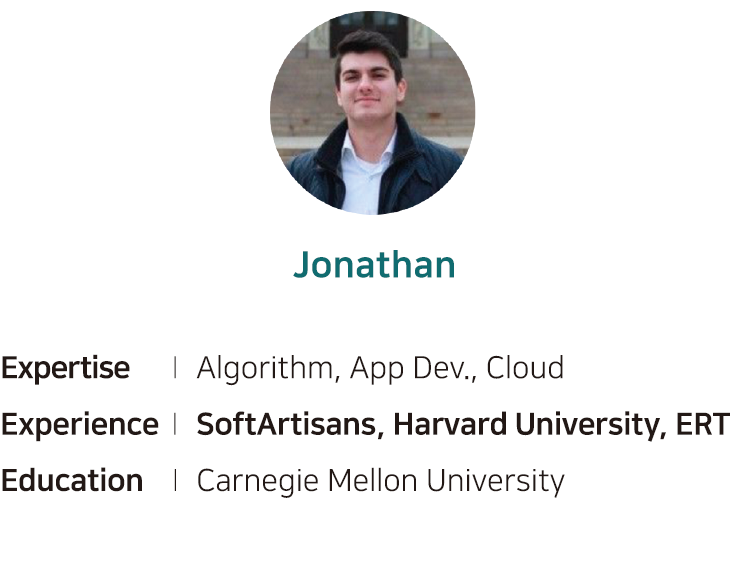 Jonathan
Expertise | Algorithm, App Dev., Cloud
Experience | SoftArtisans, Harvard University, ERT
Education | Carnegie Mellon University